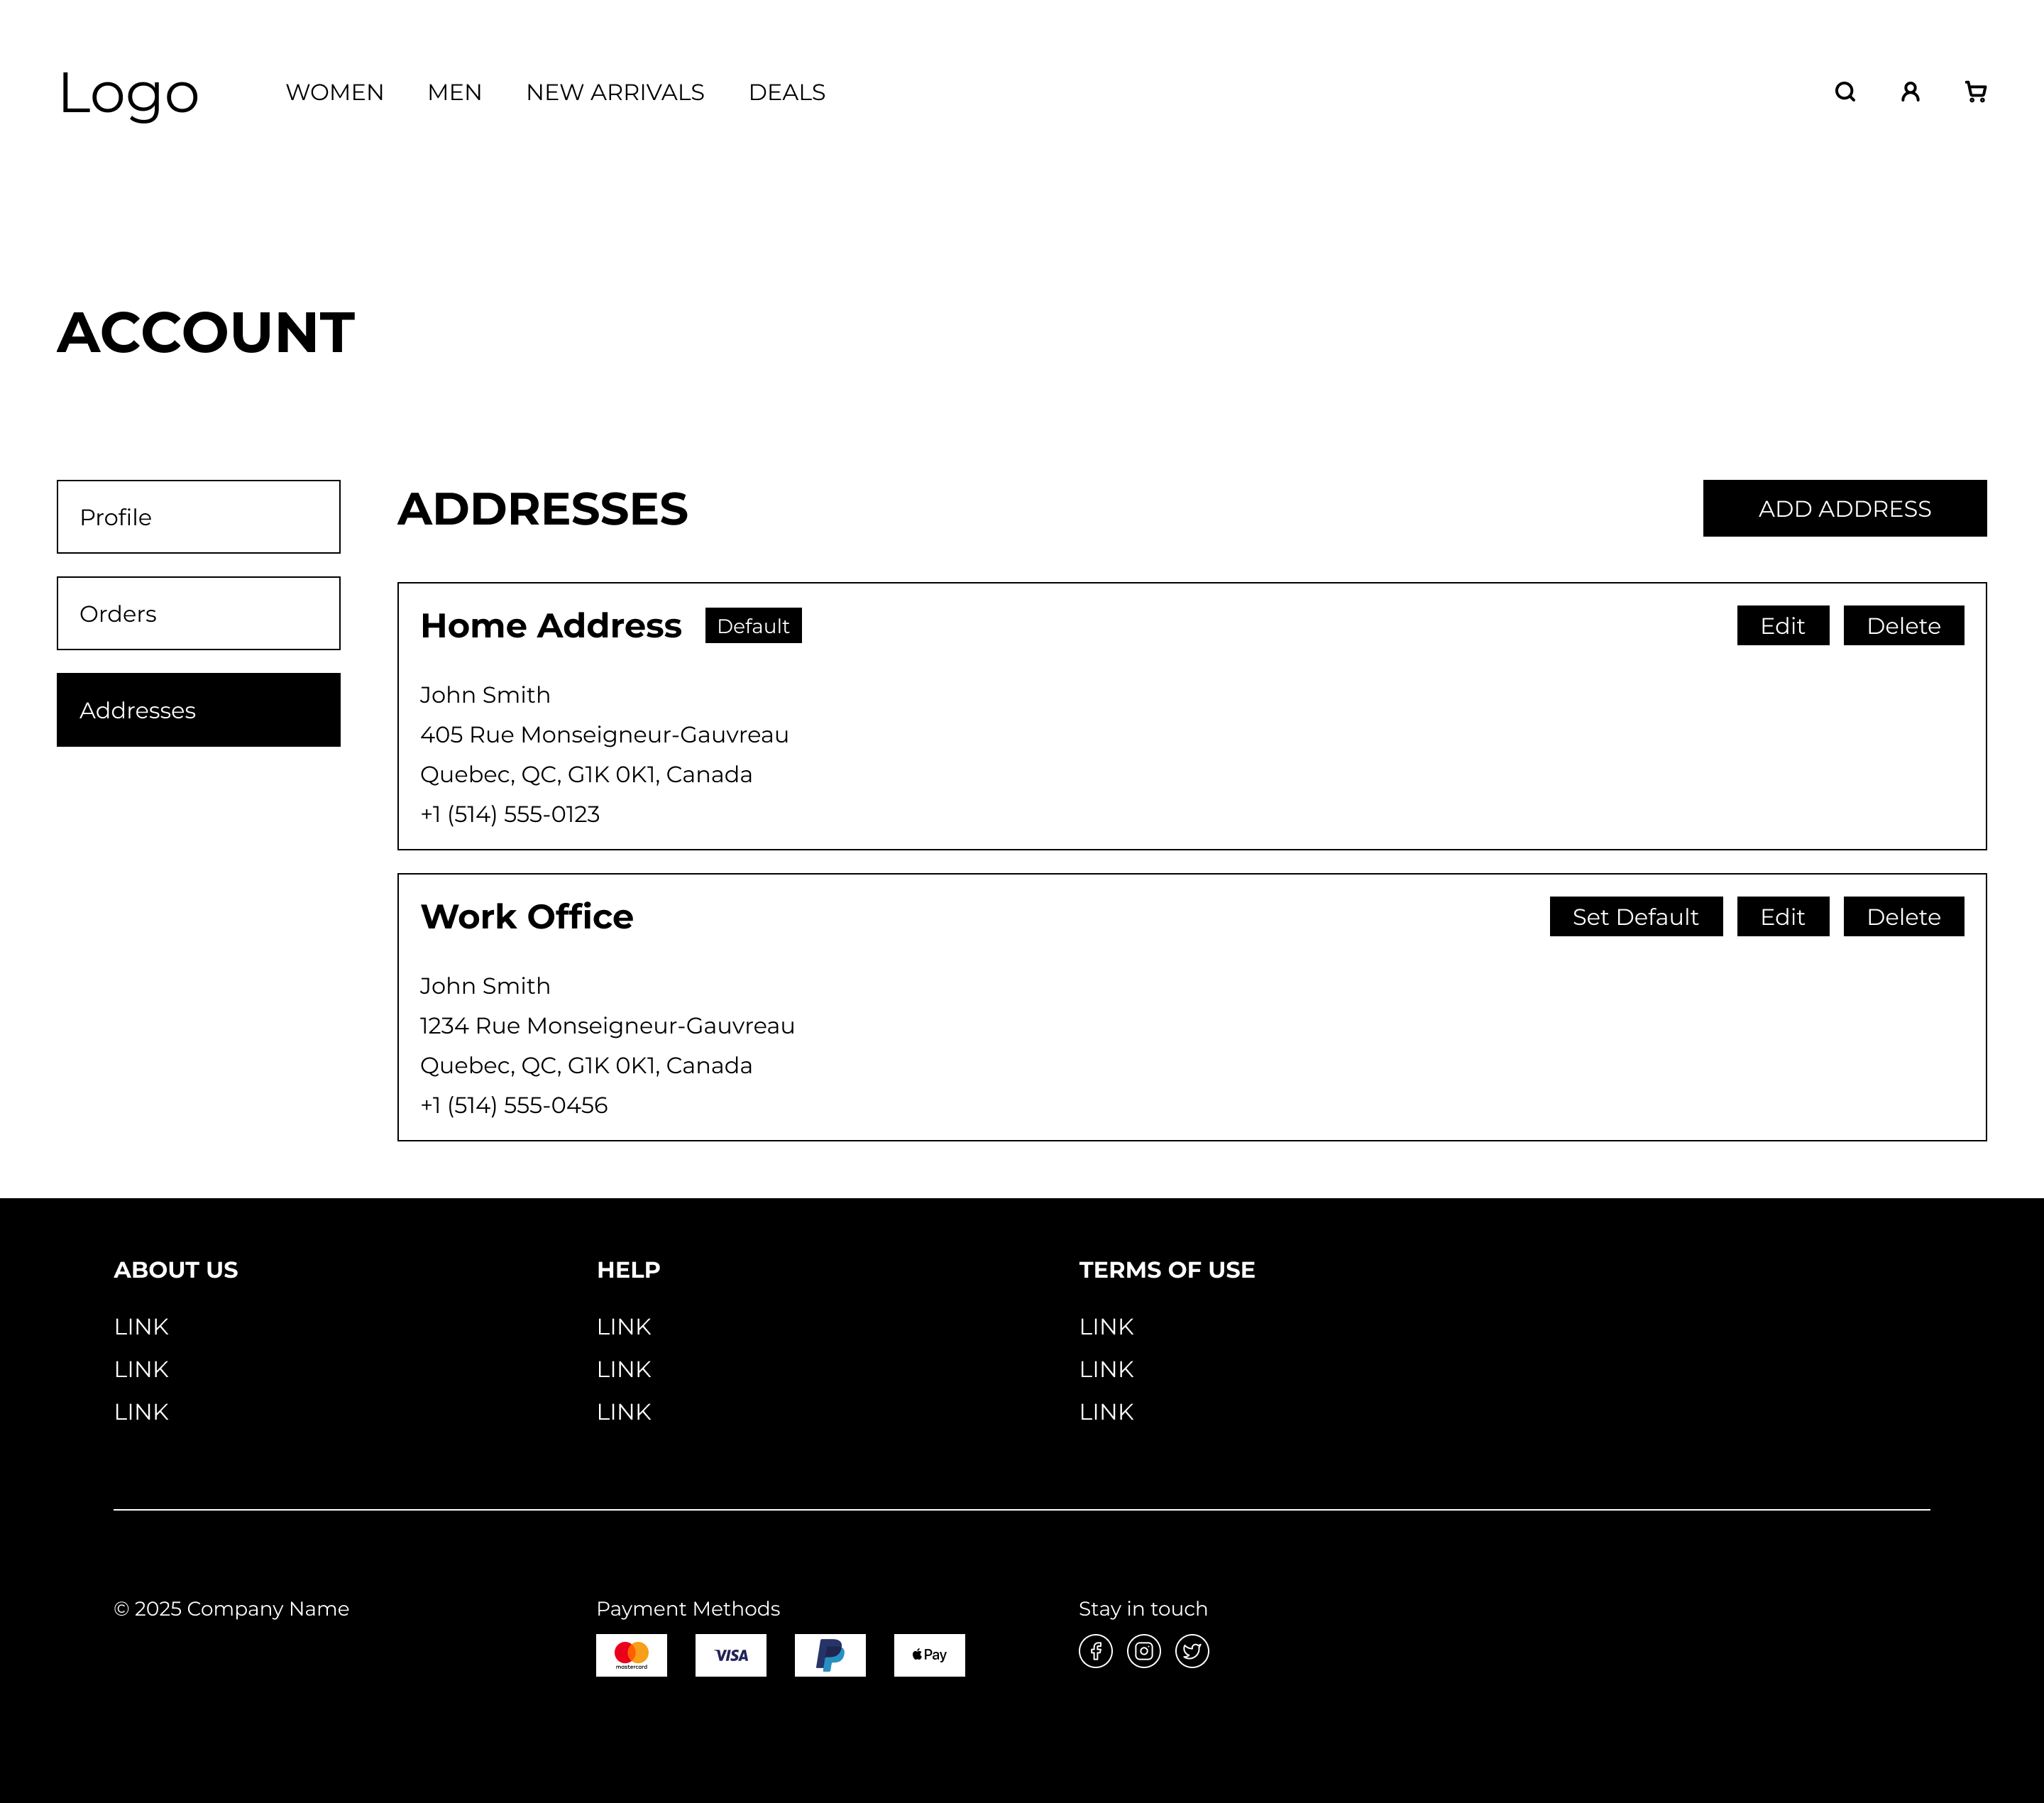 Logo
WOMEN MEN NEW ARRIVALS DEALS
ACCOUNT
Profile
Orders
Addresses
ADDRESSES
ADD ADDRESS
Home Address Default Edit Delete
John Smith
405 Rue Monseigneur-Gauvreau
Quebec, QC, G1K 0K1, Canada
+1 (514) 555-0123
Work Office Set Default Edit Delete
John Smith
1234 Rue Monseigneur-Gauvreau
Quebec, QC, G1K 0K1, Canada
+1 (514) 555-0456
ABOUT US
LINK
LINK
LINK
HELP
LINK
LINK
LINK
TERMS OF USE
LINK
LINK
LINK
© 2025 Company Name
Payment Methods
mastercard VISA Pay
Stay in touch